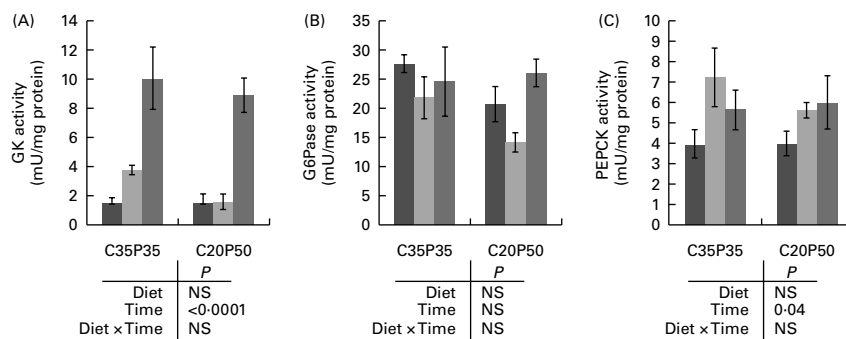 (A)
GK activity
(mU/mg protein)
14
12
10
8
6
4
2
0
C35P35 C20P50
P
Diet NS
Time <0·0001
Diet × Time NS
(B)
G6Pase activity
(mU/mg protein)
35
30
25
20
15
10
5
0
C35P35 C20P50
P
Diet NS
Time NS
Diet × Time NS
(C)
PEPCK activity
(mU/mg protein)
10
9
8
7
6
5
4
3
2
1
0
C35P35 C20P50
P
Diet NS
Time 0·04
Diet × Time NS